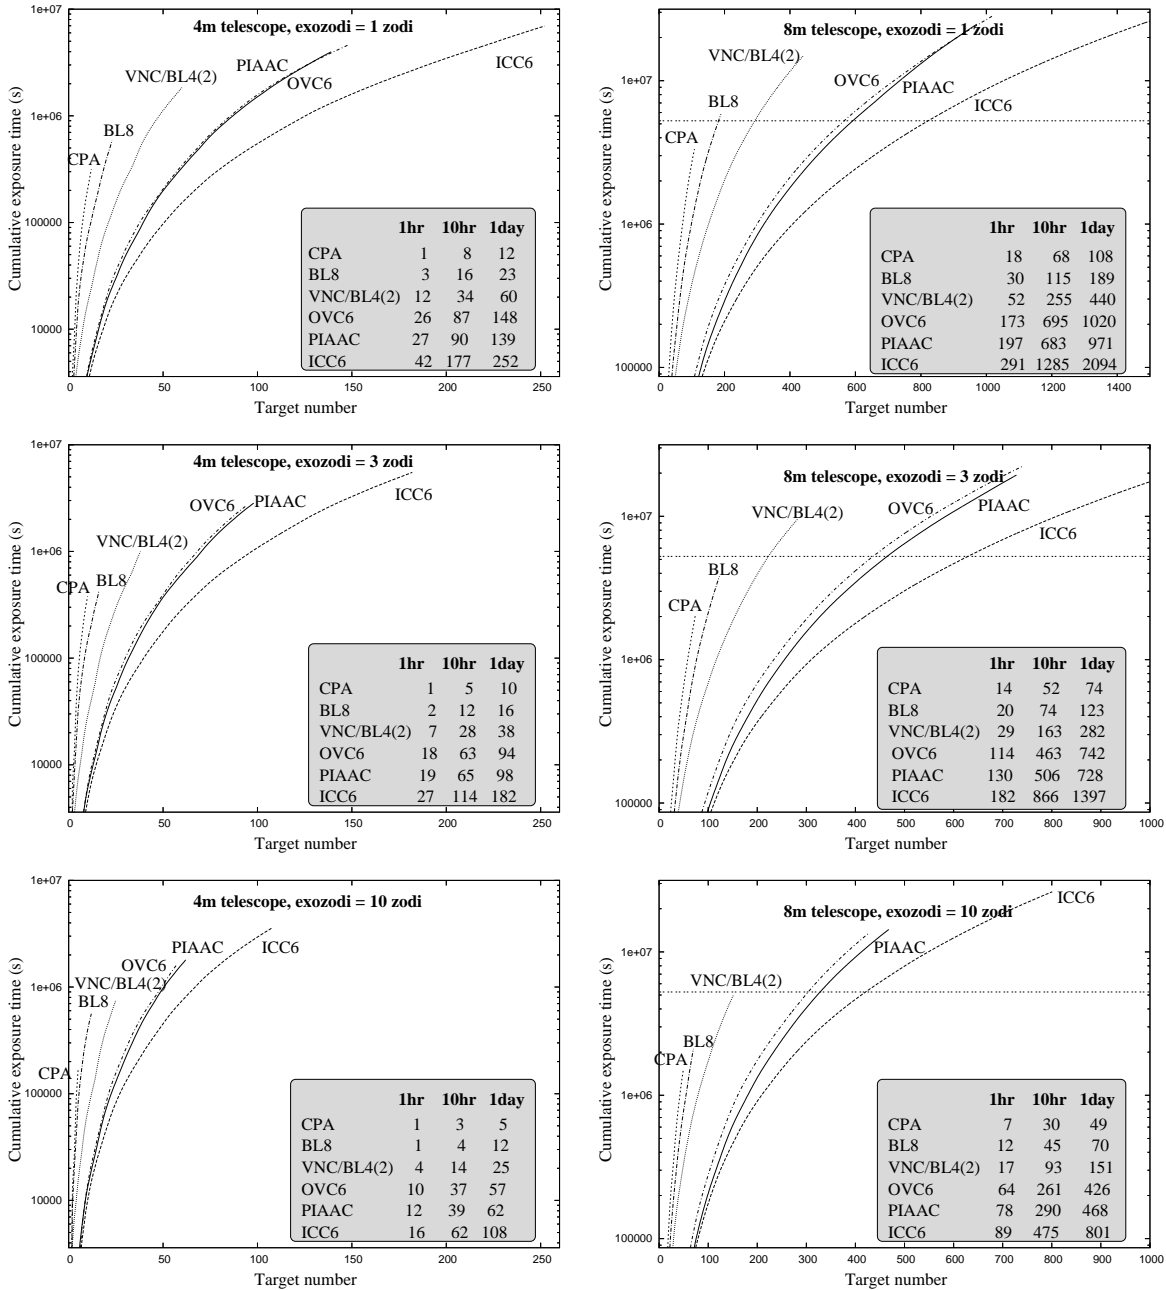 4m telescope, exozodi = 1 zodi
Cumulative exposure time (s)
1e+07
1e+06
100000
10000
CPA
BL8
VNC/BL4(2)
PIAAC
OVC6
ICC6
1hr 10hr 1day
CPA 1 8 12
BL8 3 16 23
VNC/BL4(2) 12 34 60
OVC6 26 87 148
PIAAC 27 90 139
ICC6 42 177 252
0 50 100 150 200 250
Target number
8m telescope, exozodi = 1 zodi
Cumulative exposure time (s)
1e+07
1e+06
100000
CPA
BL8
VNC/BL4(2)
OVC6
PIAAC
ICC6
1hr 10hr 1day
CPA 18 68 108
BL8 30 115 189
VNC/BL4(2) 52 255 440
OVC6 173 695 1020
PIAAC 197 683 971
ICC6 291 1285 2094
0 200 400 600 800 1000 1200 1400
Target number
4m telescope, exozodi = 3 zodi
Cumulative exposure time (s)
1e+07
1e+06
100000
10000
CPA
BL8
VNC/BL4(2)
OVC6
PIAAC
ICC6
1hr 10hr 1day
CPA 1 5 10
BL8 2 12 16
VNC/BL4(2) 7 28 38
OVC6 18 63 94
PIAAC 19 65 98
ICC6 27 114 182
0 50 100 150 200 250
Target number
8m telescope, exozodi = 3 zodi
Cumulative exposure time (s)
1e+07
1e+06
100000
CPA
BL8
VNC/BL4(2)
OVC6
PIAAC
ICC6
1hr 10hr 1day
CPA 14 52 74
BL8 20 74 123
VNC/BL4(2) 29 163 282
OVC6 114 463 742
PIAAC 130 506 728
ICC6 182 866 1397
0 100 200 300 400 500 600 700 800 900 1000
Target number
4m telescope, exozodi = 10 zodi
Cumulative exposure time (s)
1e+07
1e+06
100000
10000
CPA
BL8
VNC/BL4(2)
OVC6
PIAAC
ICC6
1hr 10hr 1day
CPA 1 3 5
BL8 1 4 12
VNC/BL4(2) 4 14 25
OVC6 10 37 57
PIAAC 12 39 62
ICC6 16 62 108
0 50 100 150 200 250
Target number
8m telescope, exozodi = 10 zodi
Cumulative exposure time (s)
1e+07
1e+06
100000
CPA
BL8
VNC/BL4(2)
PIAAC
ICC6
1hr 10hr 1day
CPA 7 30 49
BL8 12 45 70
VNC/BL4(2) 17 93 151
OVC6 64 261 426
PIAAC 78 290 468
ICC6 89 475 801
0 100 200 300 400 500 600 700 800 900 1000
Target number